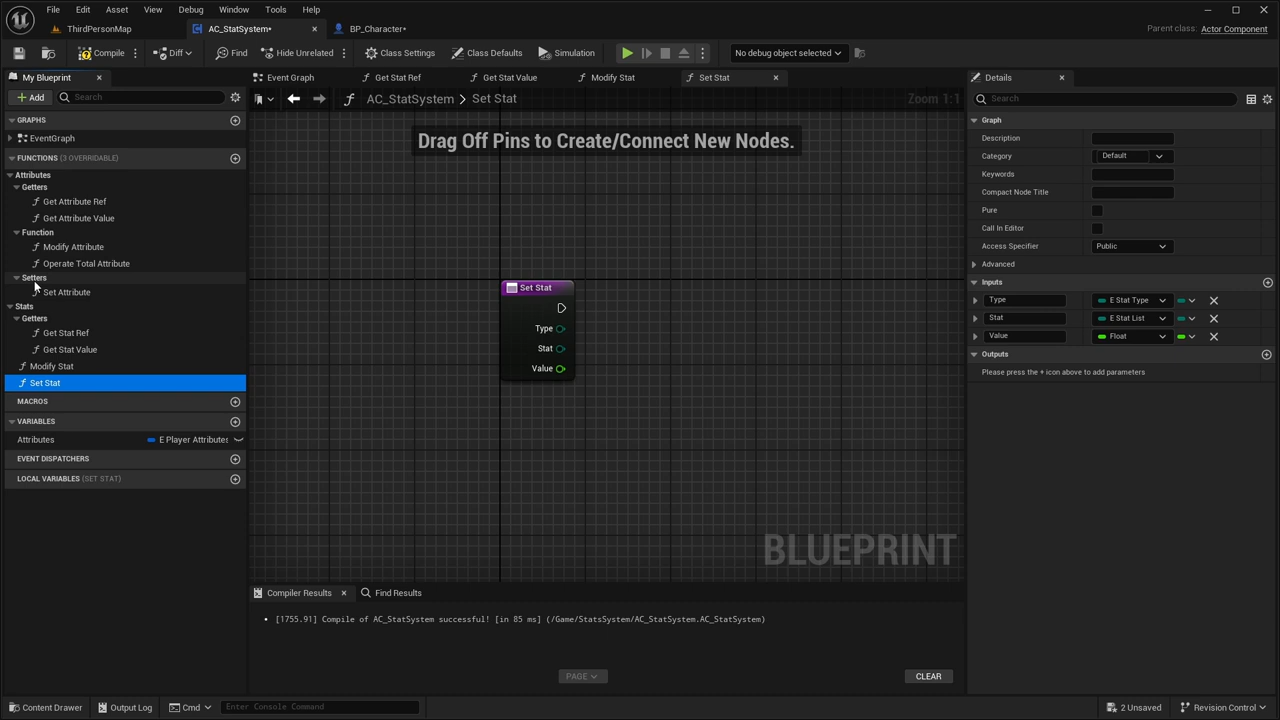 File Edit Asset View Debug Window Tools Help
ThirdPersonMap AC_StatSystem* BP_Character* Parent class: Actor Component
Compile Diff Find Hide Unrelated Class Settings Class Defaults Simulation No debug object selected
My Blueprint Event Graph Get Stat Ref Get Stat Value Modify Stat Set Stat Details
Add Search AC_StatSystem > Set Stat Zoom 1:1 Search
GRAPHS
EventGraph
FUNCTIONS (3 OVERRIDABLE)
Attributes
Getters
Get Attribute Ref
Get Attribute Value
Function
Modify Attribute
Operate Total Attribute
Setters
Set Attribute
Stats
Getters
Get Stat Ref
Get Stat Value
Modify Stat
Set Stat
MACROS
VARIABLES
Attributes E Player Attributes
EVENT DISPATCHERS
LOCAL VARIABLES (SET STAT)
Drag Off Pins to Create/Connect New Nodes.
Set Stat
Type
Stat
Value
BLUEPRINT
Graph
Description
Category Default
Keywords
Compact Node Title
Pure
Call In Editor
Access Specifier Public
Advanced
Inputs
Type E Stat Type
Stat E Stat List
Value Float
Outputs
Please press the + icon above to add parameters
Compiler Results Find Results
[1755.91] Compile of AC_StatSystem successful! [in 85 ms] (/Game/StatsSystem/AC_StatSystem.AC_StatSystem)
PAGE CLEAR
Content Drawer Output Log Cmd Enter Console Command 2 Unsaved Revision Control